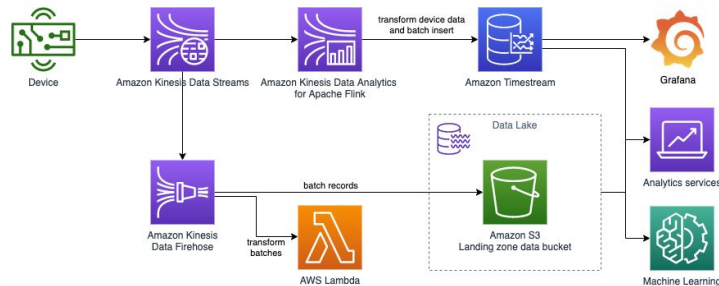 transform device data
and batch insert
Device
Amazon Kinesis Data Streams
Amazon Kinesis Data Analytics
for Apache Flink
Amazon Timestream
Grafana
Data Lake
Analytics services
batch records
Amazon Kinesis
Data Firehose
transform
batches
AWS Lambda
Amazon S3
Landing zone data bucket
Machine Learning